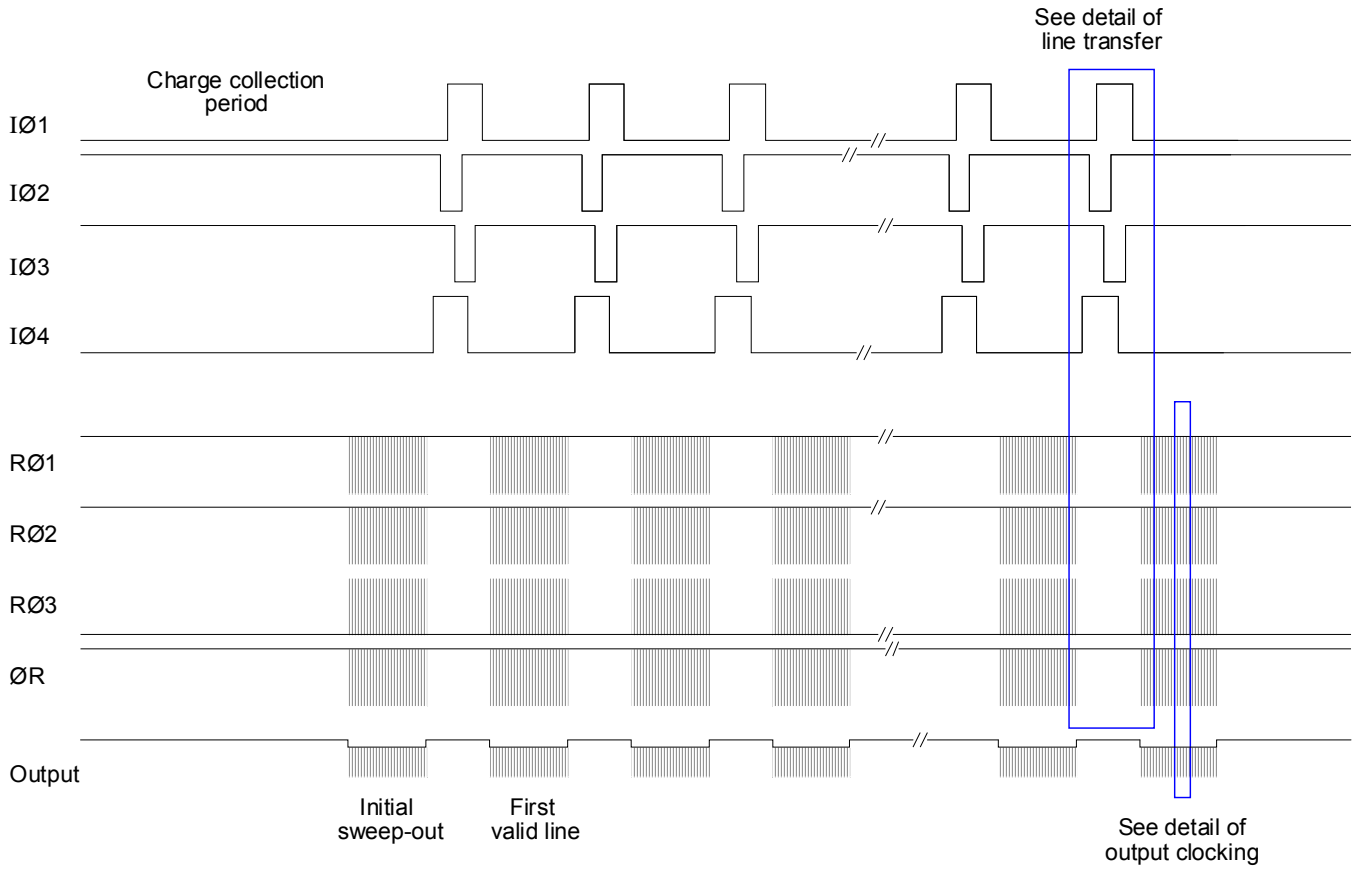 See detail of
line transfer
Charge collection
period
IØ1
IØ2
IØ3
IØ4
RØ1
RØ2
RØ3
ØR
Output
Initial
sweep-out
First
valid line
See detail of
output clocking